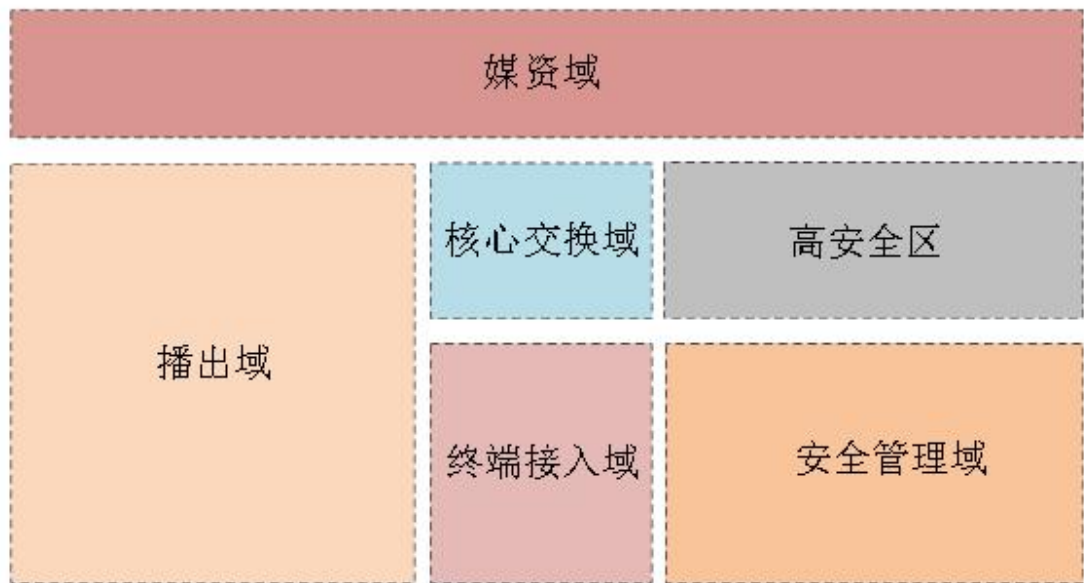 媒资域
核心交换域
高安全区
播出域
终端接入域
安全管理域